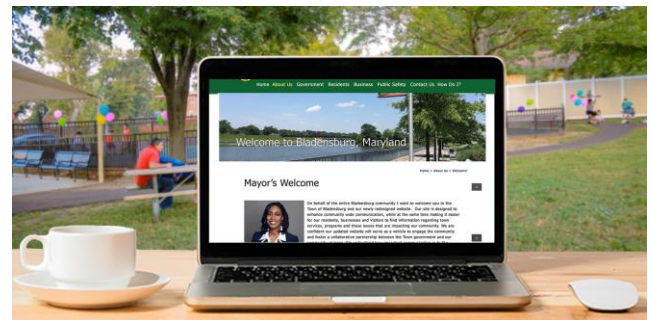 Home About Us Government Residents Business Public Safety Contact Us How Do I?
Welcome to Bladensburg, Maryland
Home » About Us » Welcome!
Mayor's Welcome
On behalf of the entire Bladensburg community I want to welcome you to the
Town of Bladensburg and our newly redesigned website. Our site is designed to
enhance community wide communication, while at the same time making it easier
for our residents, businesses and visitors to find information regarding town
services, programs and those issues that are impacting our community. We are
confident our updated website will serve as a vehicle to engage the community
and foster a collaborative partnership between the Town government and our